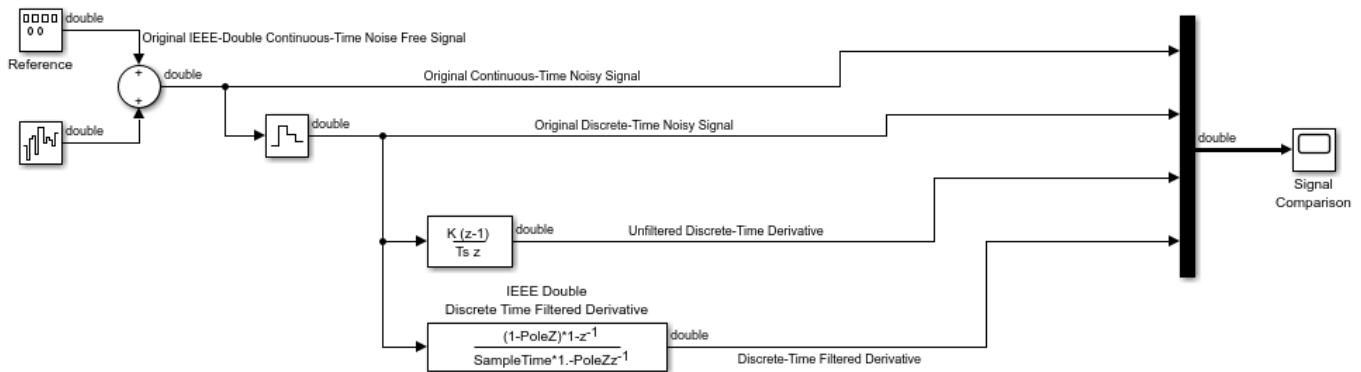 double
Original IEEE-Double Continuous-Time Noise Free Signal
Reference
+
+
double
Original Continuous-Time Noisy Signal
double
double
Original Discrete-Time Noisy Signal
double
Signal
Comparison
K (z-1)
Ts z
double
Unfiltered Discrete-Time Derivative
IEEE Double
Discrete Time Filtered Derivative
(1-PoleZ)*1-z-1
SampleTime*1.-PoleZz-1
double
Discrete-Time Filtered Derivative